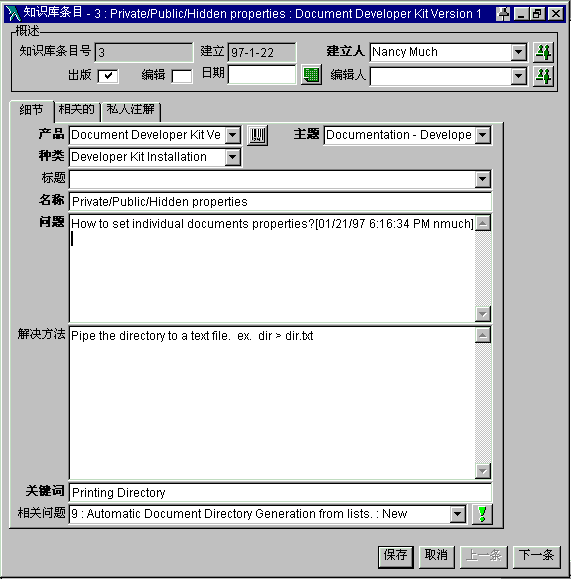 知识库条目 - 3 : Private/Public/Hidden properties : Document Developer Kit Version 1
概述
知识库条目号 3 建立 97-1-22 建立人 Nancy Much
出版 编辑 日期 编辑人
细节 相关的 私人注解
产品 Document Developer Kit Ve 主题 Documentation - Develope
种类 Developer Kit Installation
标题
名称 Private/Public/Hidden properties
问题 How to set individual documents properties?[01/21/97 6:16:34 PM nmuch]
解决方法 Pipe the directory to a text file. ex. dir > dir.txt
关键词 Printing Directory
相关问题 9 : Automatic Document Directory Generation from lists. : New
保存 取消 上一条 下一条